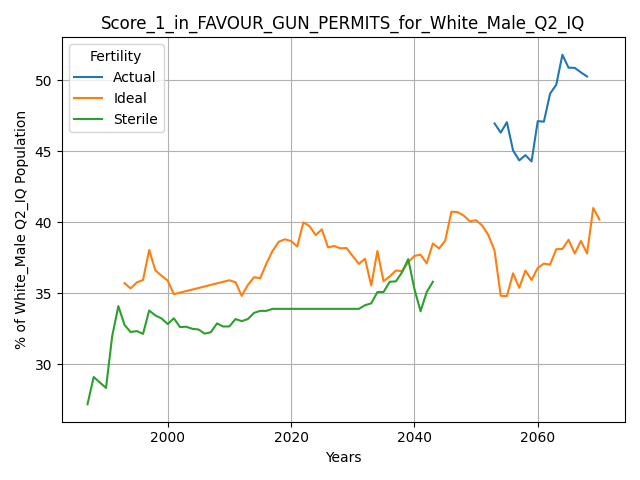 Score_1_in_FAVOUR_GUN_PERMITS_for_White_Male_Q2_IQ
Fertility
Actual
Ideal
Sterile
% of White_Male Q2_IQ Population
50
45
40
35
30
2000
2020
2040
2060
Years